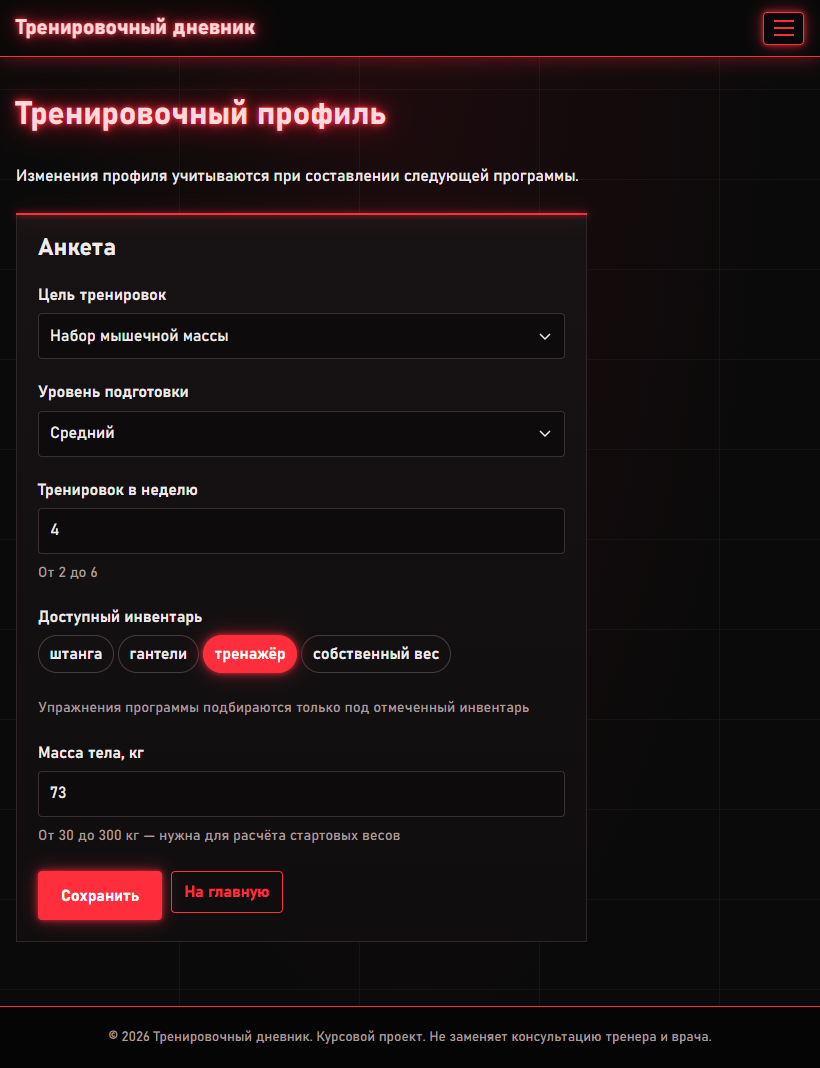 Тренировочный дневник
Тренировочный профиль
Изменения профиля учитываются при составлении следующей программы.
Анкета
Цель тренировок
Набор мышечной массы
Уровень подготовки
Средний
Тренировок в неделю
4
От 2 до 6
Доступный инвентарь
штанга гантели тренажёр собственный вес
Упражнения программы подбираются только под отмеченный инвентарь
Масса тела, кг
73
От 30 до 300 кг — нужна для расчёта стартовых весов
Сохранить На главную
© 2026 Тренировочный дневник. Курсовой проект. Не заменяет консультацию тренера и врача.